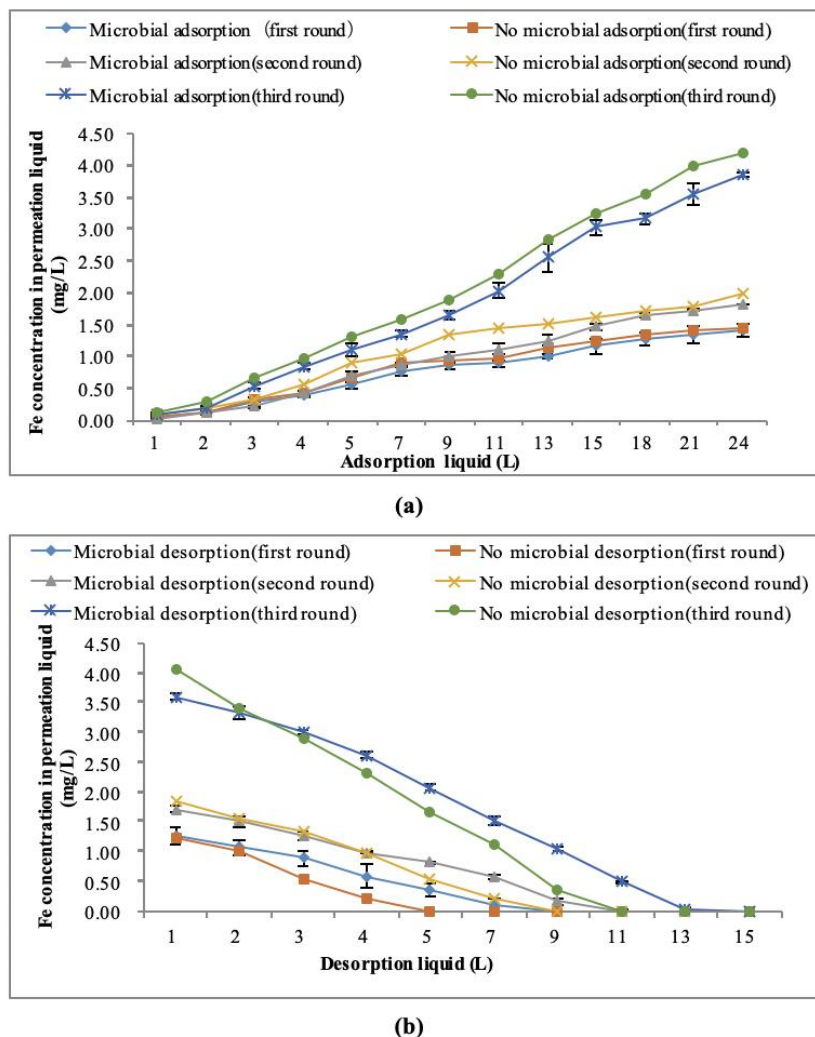 Microbial adsorption (first round) No microbial adsorption(first round)
Microbial adsorption(second round) No microbial adsorption(second round)
Microbial adsorption(third round) No microbial adsorption(third round)
Fe concentration in permeation liquid
(mg/L)
4.50
4.00
3.50
3.00
2.50
2.00
1.50
1.00
0.50
0.00
1 2 3 4 5 7 9 11 13 15 18 21 24
Adsorption liquid (L)
(a)
Microbial desorption(first round) No microbial desorption(first round)
Microbial desorption(second round) No microbial desorption(second round)
Microbial desorption(third round) No microbial desorption(third round)
Fe concentration in permeation liquid
(mg/L)
4.50
4.00
3.50
3.00
2.50
2.00
1.50
1.00
0.50
0.00
1 2 3 4 5 7 9 11 13 15
Desorption liquid (L)
(b)